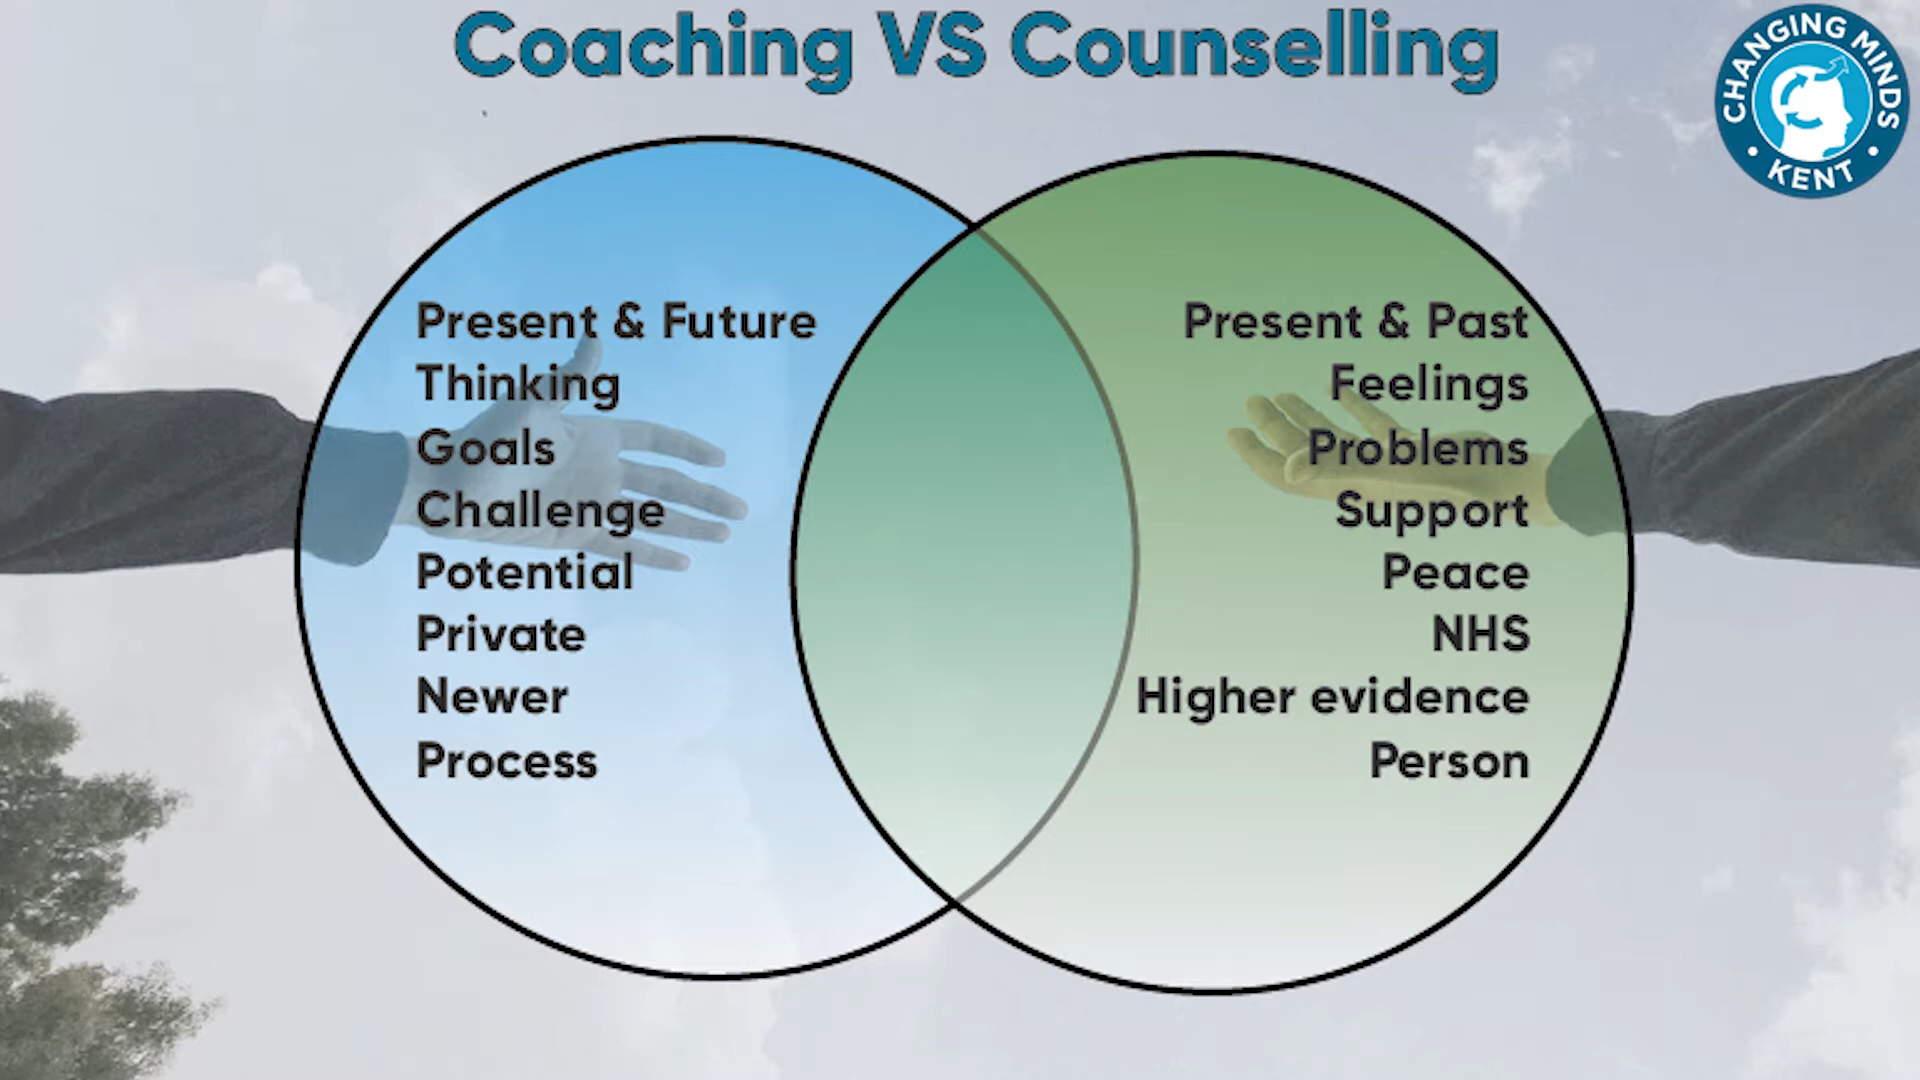 Coaching VS Counselling
CHANGING MINDS
KENT
Present & Future
Thinking
Goals
Challenge
Potential
Private
Newer
Process
Present & Past
Feelings
Problems
Support
Peace
NHS
Higher evidence
Person